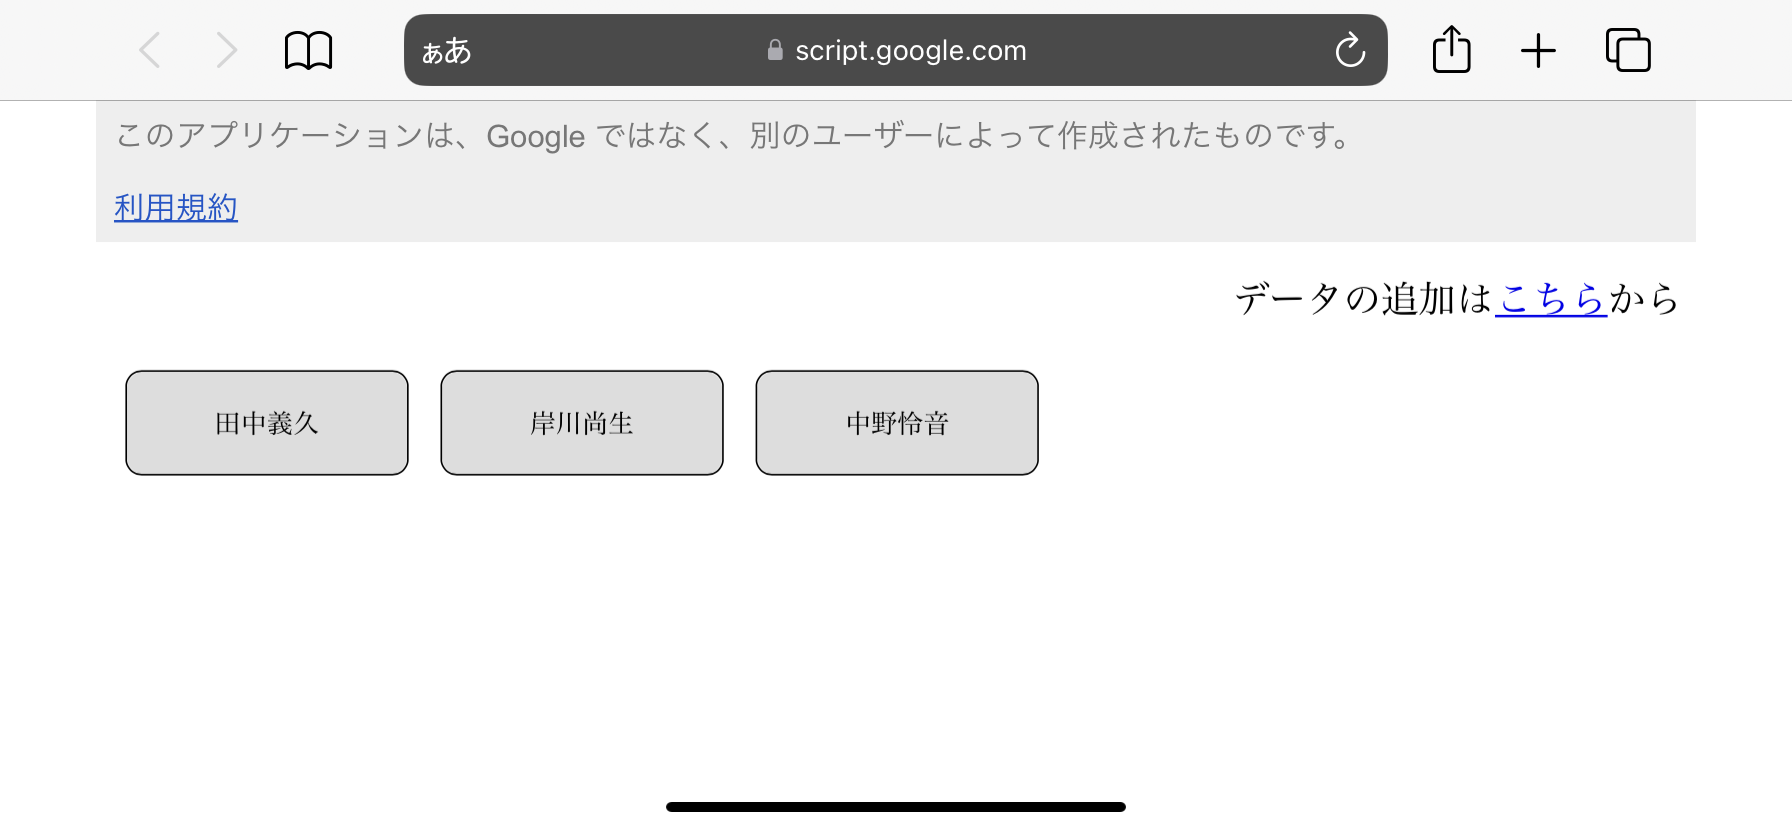 ああ script.google.com
このアプリケーションは、Google ではなく、別のユーザーによって作成されたものです。
利用規約
データの追加はこちらから
田中義久 岸川尚生 中野怜音